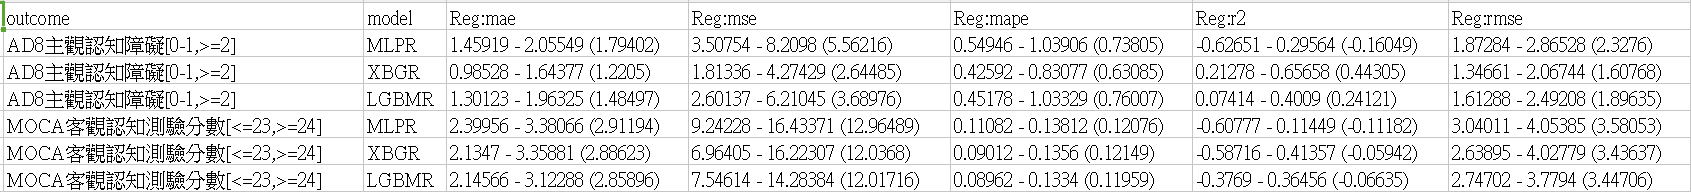 outcome model Reg:mae Reg:mse Reg:mape Reg:r2 Reg:rmse
AD8主觀認知障礙[0-1,>=2] MLPR 1.45919 - 2.05549 (1.79402) 3.50754 - 8.2098 (5.56216) 0.54946 - 1.03906 (0.73805) -0.62651 - 0.29564 (-0.16049) 1.87284 - 2.86528 (2.3276)
AD8主觀認知障礙[0-1,>=2] XBGR 0.98528 - 1.64377 (1.2205) 1.81336 - 4.27429 (2.64485) 0.42592 - 0.83077 (0.63085) 0.21278 - 0.65658 (0.44305) 1.34661 - 2.06744 (1.60768)
AD8主觀認知障礙[0-1,>=2] LGBMR 1.30123 - 1.96325 (1.48497) 2.60137 - 6.21045 (3.68976) 0.45178 - 1.03329 (0.76007) 0.07414 - 0.4009 (0.24121) 1.61288 - 2.49208 (1.89635)
MOCA客觀認知測驗分數[<=23,>=24] MLPR 2.39956 - 3.38066 (2.91194) 9.24228 - 16.43371 (12.96489) 0.11082 - 0.13812 (0.12076) -0.60777 - 0.11449 (-0.11182) 3.04011 - 4.05385 (3.58053)
MOCA客觀認知測驗分數[<=23,>=24] XBGR 2.1347 - 3.35881 (2.88623) 6.96405 - 16.22307 (12.0368) 0.09012 - 0.1356 (0.12149) -0.58716 - 0.41357 (-0.05942) 2.63895 - 4.02779 (3.43637)
MOCA客觀認知測驗分數[<=23,>=24] LGBMR 2.14566 - 3.12288 (2.85896) 7.54614 - 14.28384 (12.01716) 0.08962 - 0.1334 (0.11959) -0.3769 - 0.36456 (-0.06635) 2.74702 - 3.7794 (3.44706)